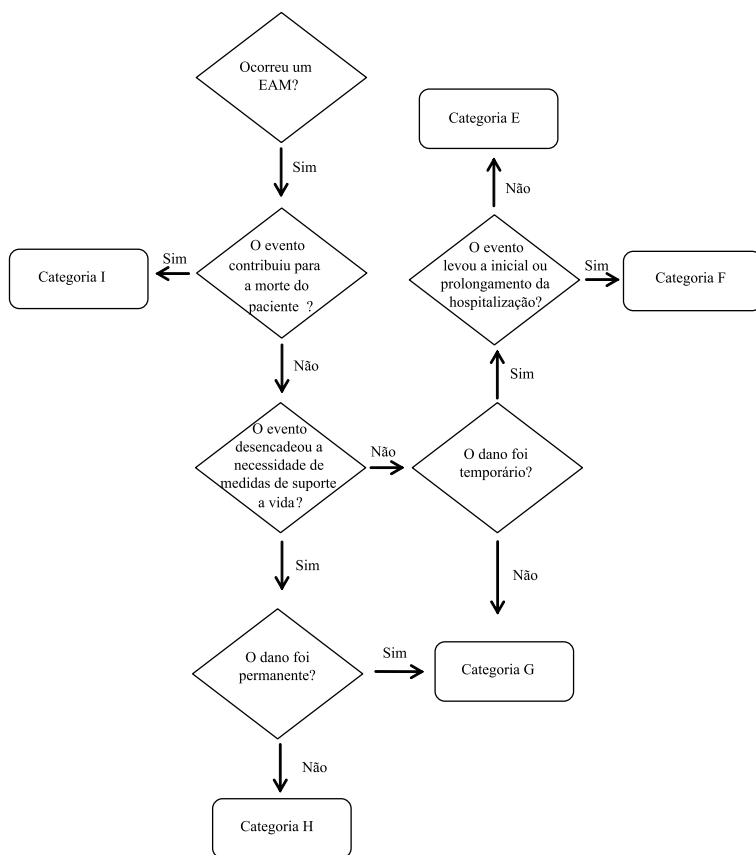 Ocorreu um
EAM?
Sim
O evento
contribuiu para
a morte do
paciente ?
Sim
Categoria I
Não
O evento
desencadeou a
necessidade de
medidas de suporte
a vida?
Não
O dano foi
temporário?
Sim
O evento
levou a inicial ou
prolongamento da
hospitalização?
Não
Categoria E
Sim
Categoria F
Não
Categoria G
Sim
O dano foi
permanente?
Sim
Não
Categoria H